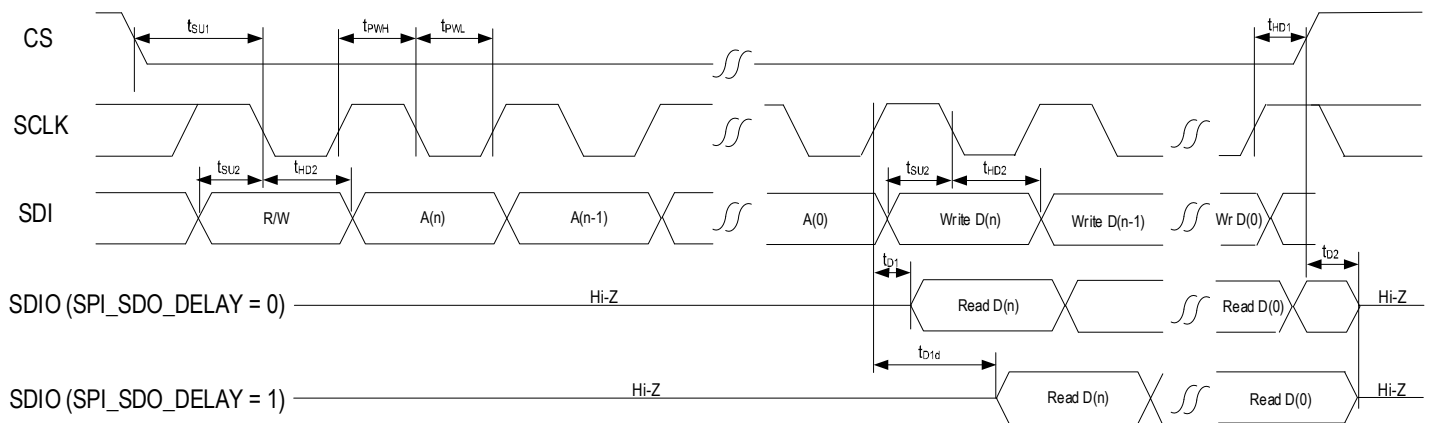 CS
tSU1
tPWH
tPWL
tHD1
SCLK
tSU2
tHD2
tSU2
tHD2
SDI
R/W
A(n)
A(n-1)
A(0)
Write D(n)
Write D(n-1)
Wr D(0)
tD1
tD2
SDIO (SPI_SDO_DELAY = 0)
Hi-Z
Read D(n)
Read D(0)
Hi-Z
tD1d
SDIO (SPI_SDO_DELAY = 1)
Hi-Z
Read D(n)
Read D(0)
Hi-Z